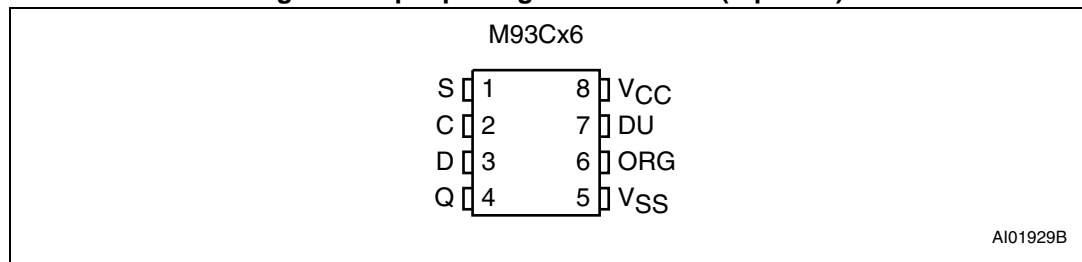 M93Cx6
S 1 8 VCC
C 2 7 DU
D 3 6 ORG
Q 4 5 VSS
AI01929B